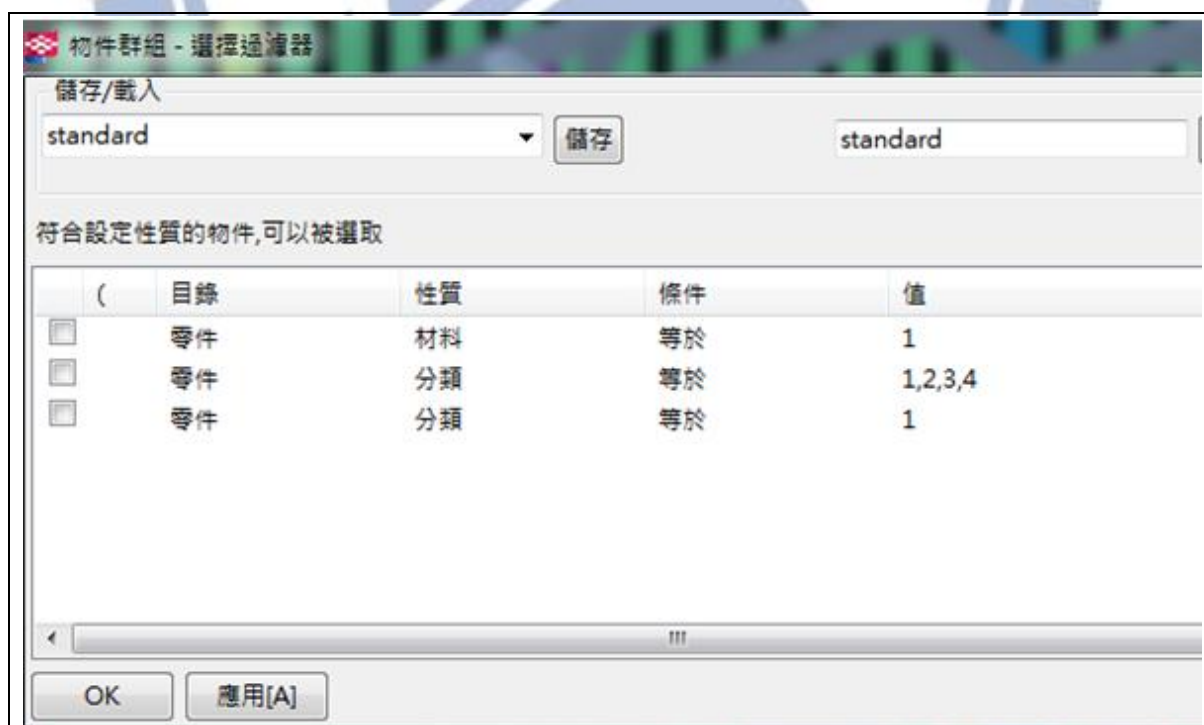 物件群組 - 選擇過濾器
儲存/載入
standard 儲存 standard
符合設定性質的物件,可以被選取
( 目錄 性質 條件 值
零件 材料 等於 1
零件 分類 等於 1,2,3,4
零件 分類 等於 1
OK 應用[A]